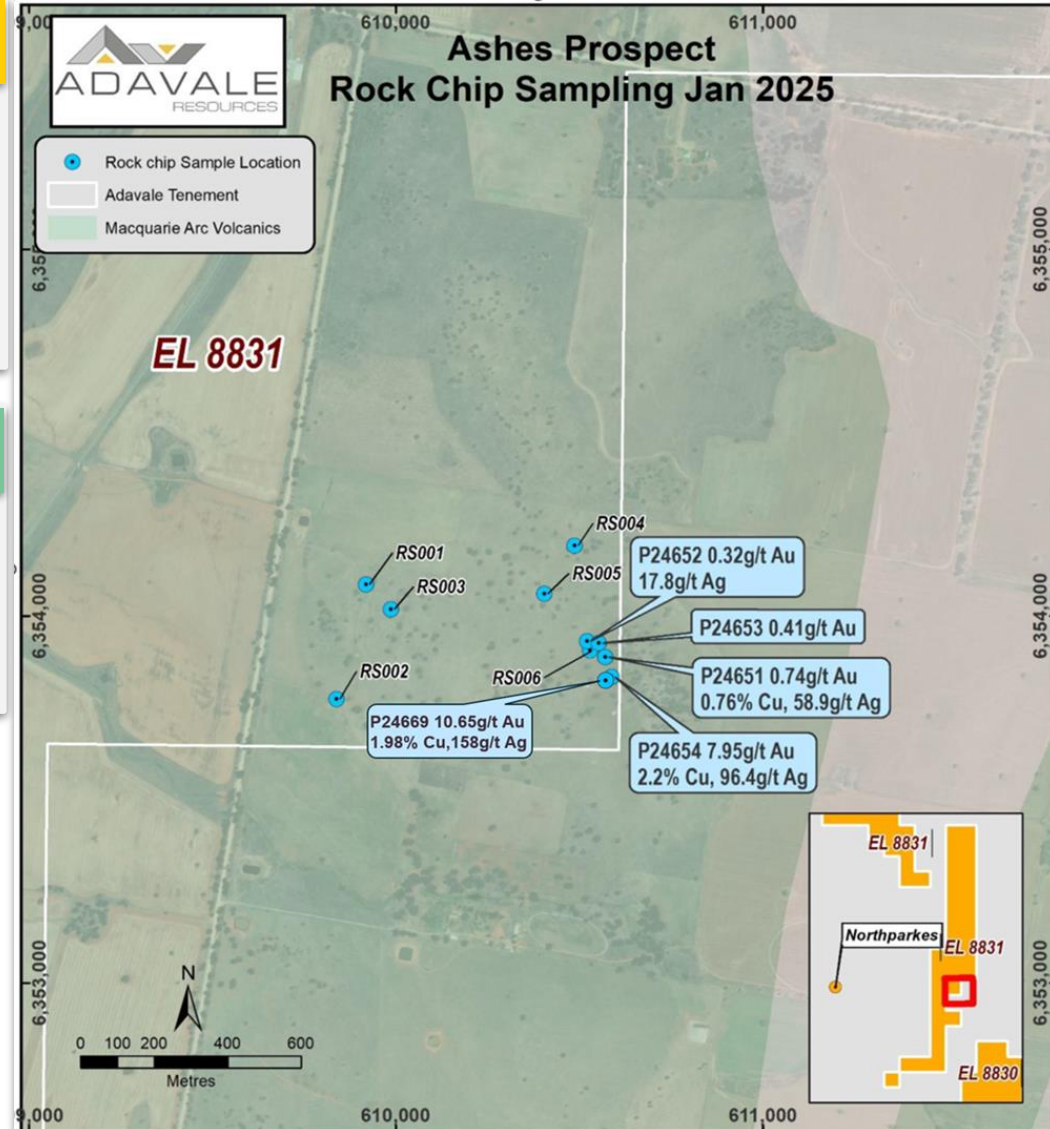 9,000
610,000
611,000
Ashes Prospect
Rock Chip Sampling Jan 2025
ADAVALE
RESOURCES
Rock chip Sample Location
Adavale Tenement
Macquarie Arc Volcanics
6,355,000
EL 8831
RS004
RS001
RS005
RS003
P24652 0.32g/t Au
17.8g/t Ag
6,354,000
6,354,000
P24653 0.41g/t Au
RS002
RS006
P24651 0.74g/t Au
0.76% Cu, 58.9g/t Ag
P24669 10.65g/t Au
1.98% Cu,158g/t Ag
P24654 7.95g/t Au
2.2% Cu, 96.4g/t Ag
EL 8831
Northparkes
EL 8831
EL 8830
6,353,000
6,353,000
N
0 100 200 400 600
Metres
9,000
610,000
611,000